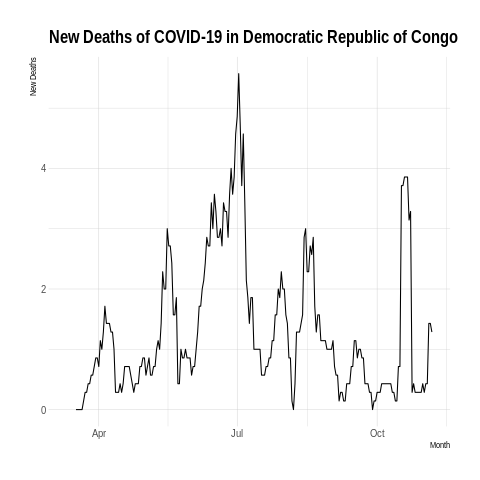 New Deaths of COVID-19 in Democratic Republic of Congo
New Deaths
4
2
0
Apr
Jul
Oct
Month